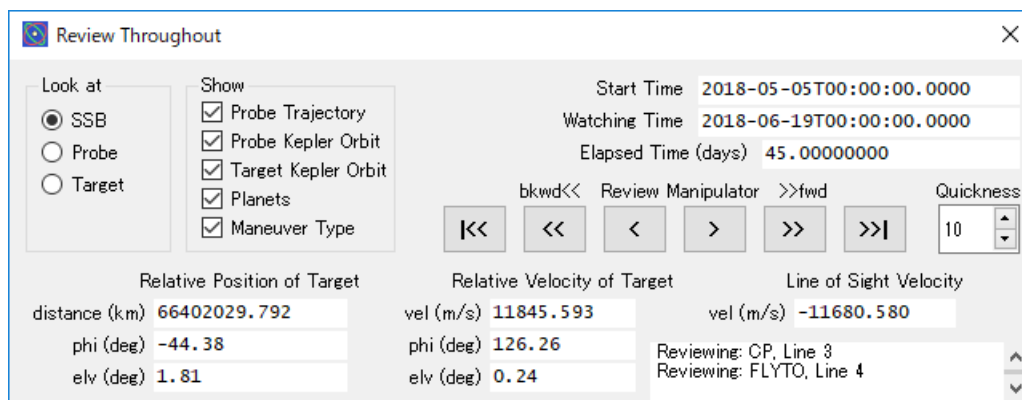 Review Throughout
Look at
SSB
Probe
Target
Show
Probe Trajectory
Probe Kepler Orbit
Target Kepler Orbit
Planets
Maneuver Type
Start Time 2018-05-05T00:00:00.0000
Watching Time 2018-06-19T00:00:00.0000
Elapsed Time (days) 45.00000000
bkwd<< Review Manipulator >>fwd Quickness
|<< << < > >> >>| 10
Relative Position of Target Relative Velocity of Target Line of Sight Velocity
distance (km) 66402029.792 vel (m/s) 11845.593 vel (m/s) -11680.580
phi (deg) -44.38 phi (deg) 126.26
elv (deg) 1.81 elv (deg) 0.24
Reviewing: CP, Line 3
Reviewing: FLYTO, Line 4